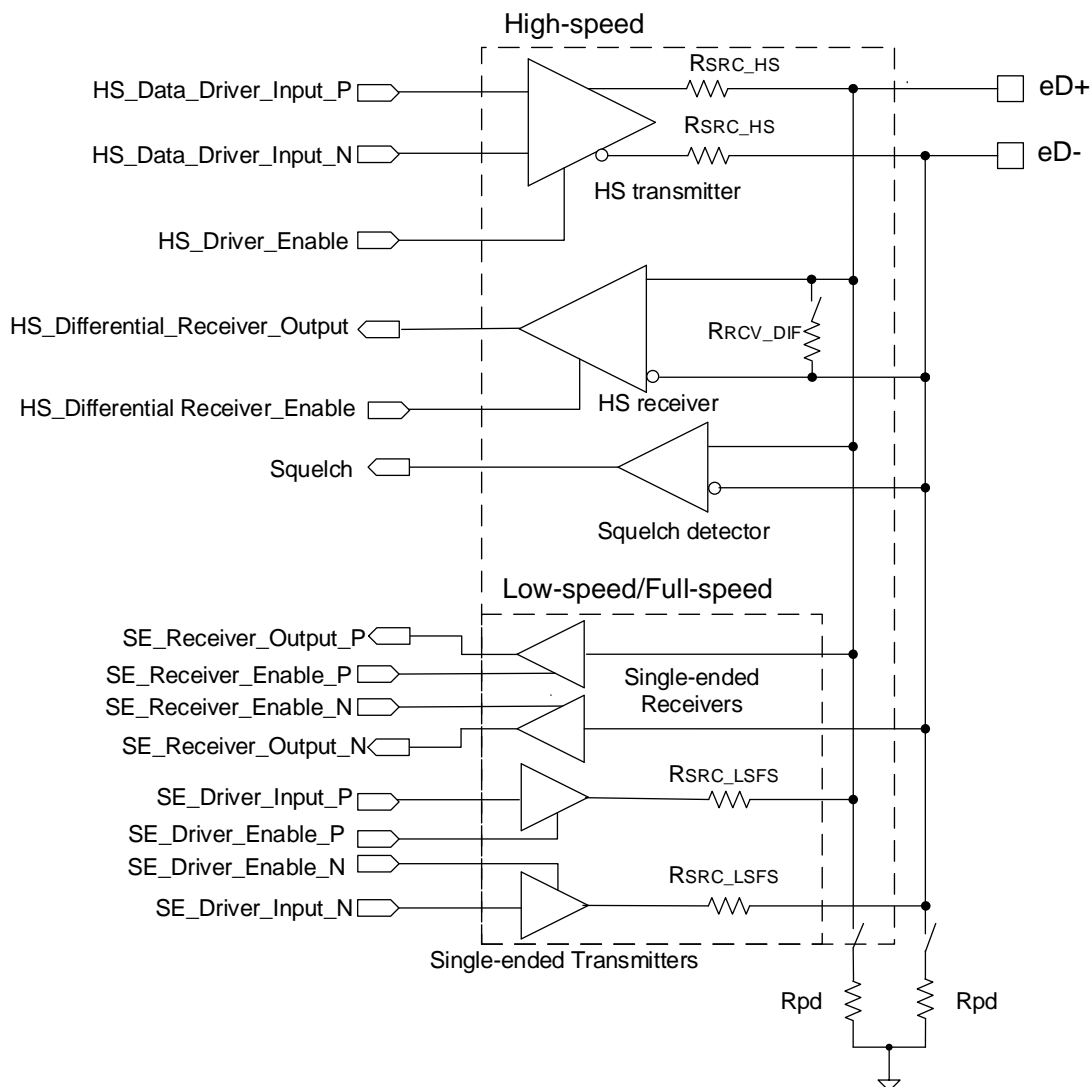 High-speed
HS_Data_Driver_Input_P
RSRC_HS
eD+
HS_Data_Driver_Input_N
RSRC_HS
eD-
HS transmitter
HS_Driver_Enable
HS_Differential_Receiver_Output
RRCV_DIF
HS_Differential Receiver_Enable
HS receiver
Squelch
Squelch detector
Low-speed/Full-speed
SE_Receiver_Output_P
SE_Receiver_Enable_P
Single-ended
Receivers
SE_Receiver_Enable_N
SE_Receiver_Output_N
SE_Driver_Input_P
RSRC_LSFS
SE_Driver_Enable_P
SE_Driver_Enable_N
RSRC_LSFS
SE_Driver_Input_N
Single-ended Transmitters
Rpd
Rpd